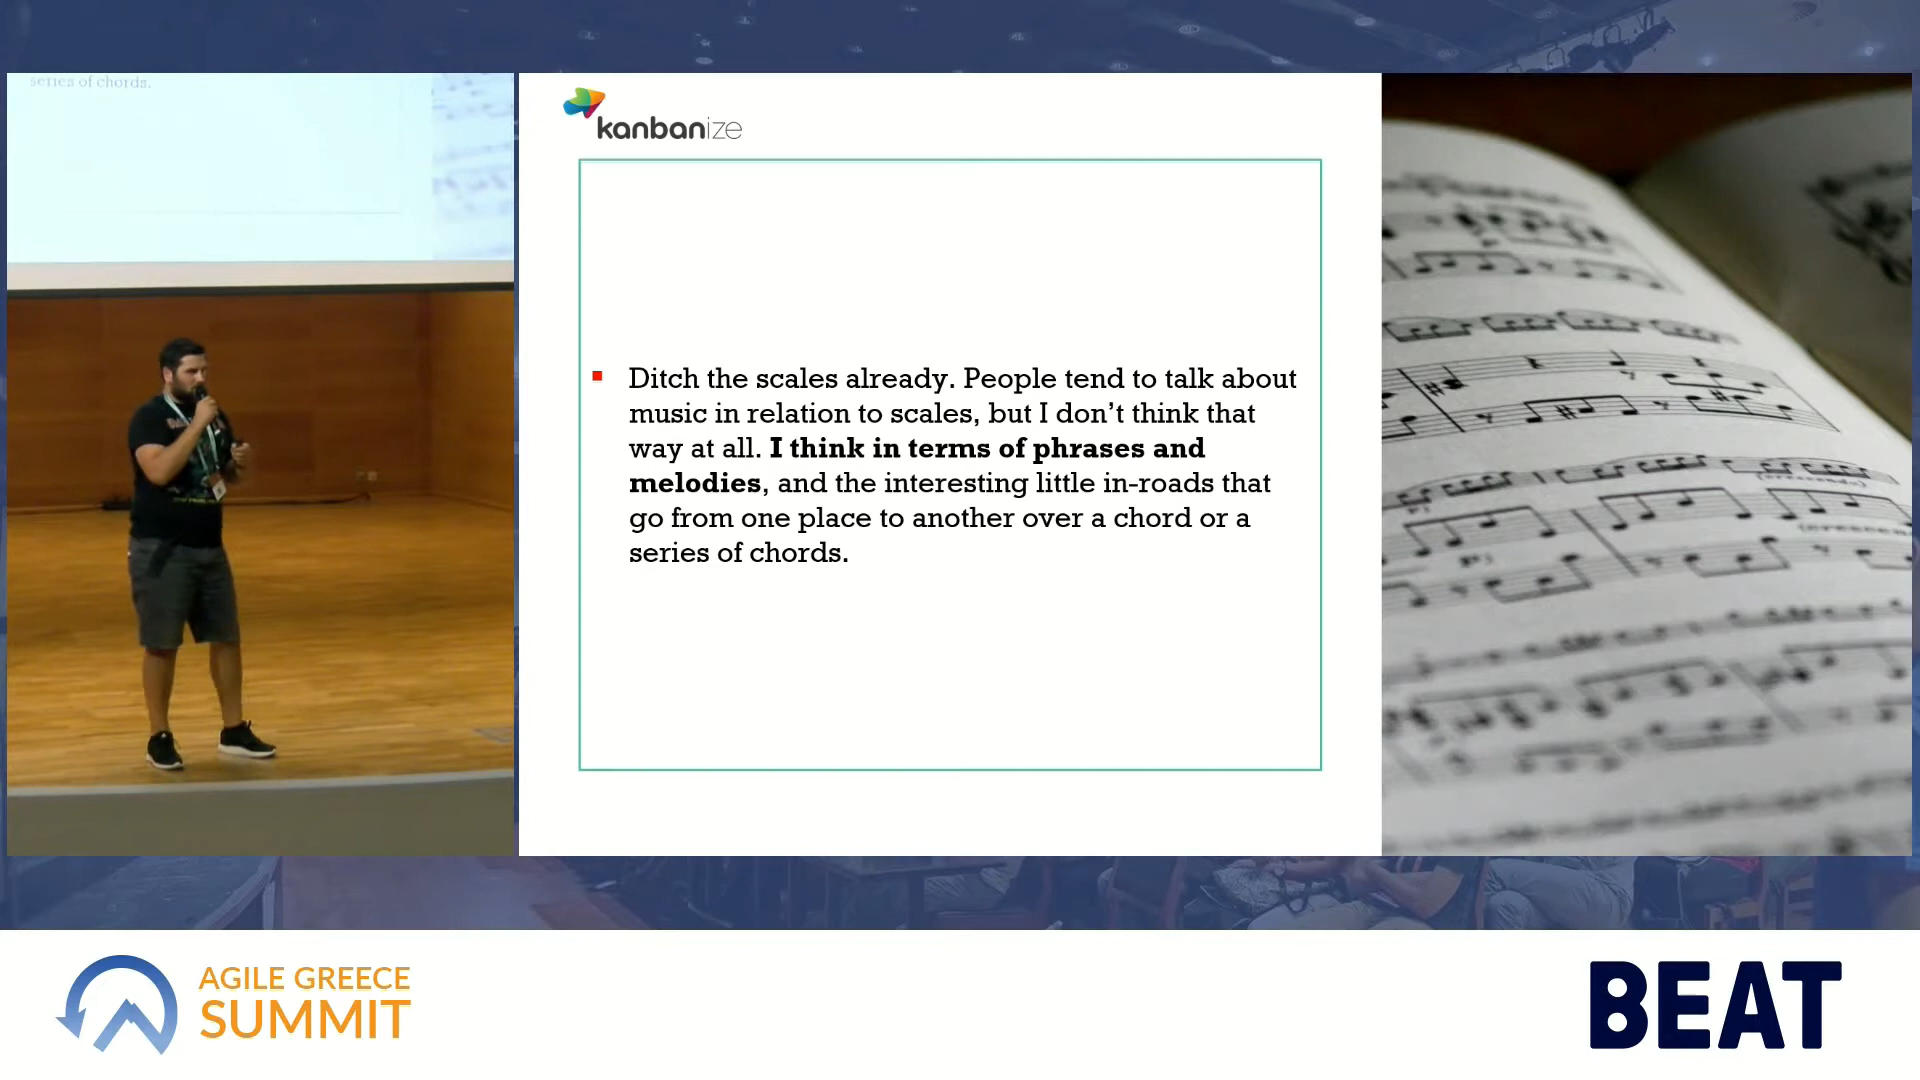 series of chords.
kanbanize
Ditch the scales already. People tend to talk about
music in relation to scales, but I don’t think that
way at all. I think in terms of phrases and
melodies, and the interesting little in-roads that
go from one place to another over a chord or a
series of chords.
(crescendo)
AGILE GREECE
SUMMIT
BEAT